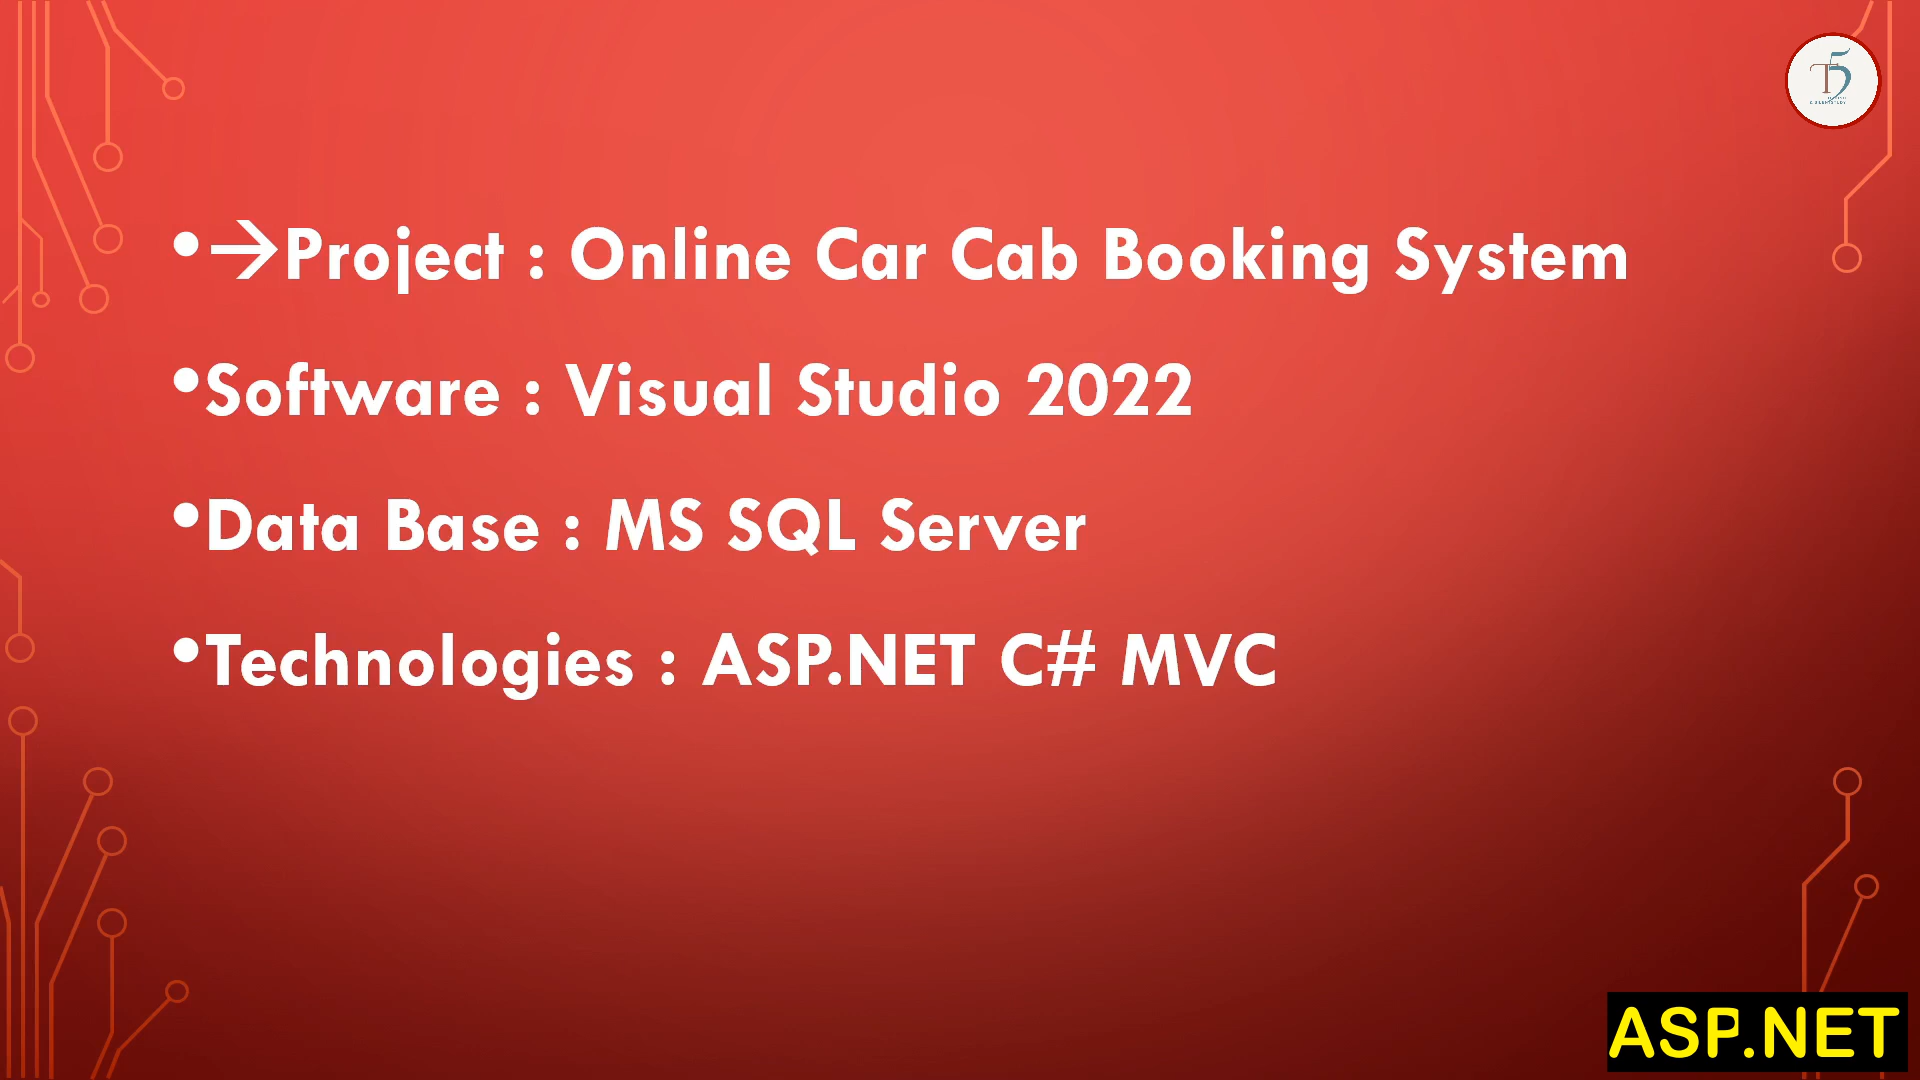 •→Project : Online Car Cab Booking System
•Software : Visual Studio 2022
•Data Base : MS SQL Server
•Technologies : ASP.NET C# MVC
ASP.NET